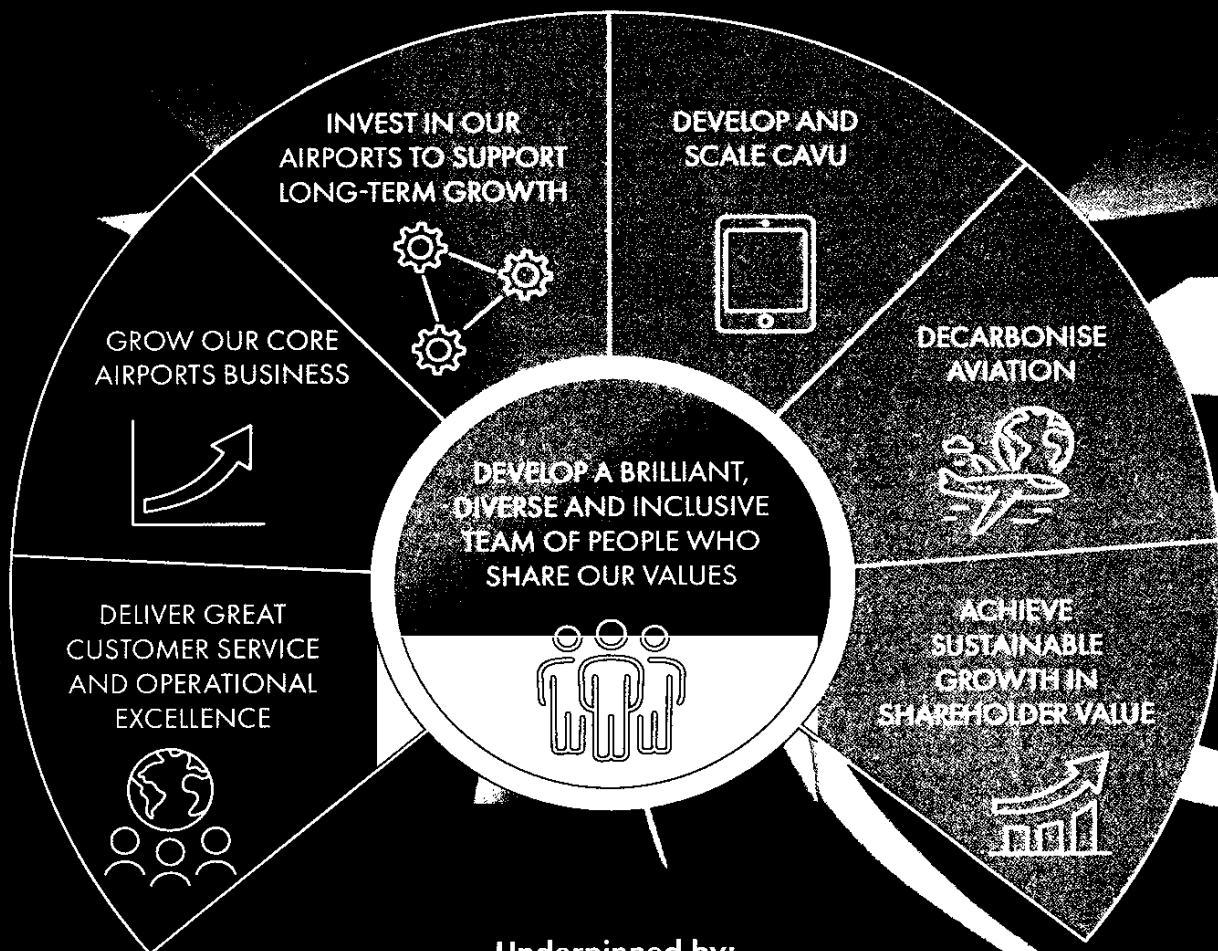 INVEST IN OUR
AIRPORTS TO SUPPORT
LONG-TERM GROWTH
DEVELOP AND
SCALE CAVU
GROW OUR CORE
AIRPORTS BUSINESS
DECARBONISE
AVIATION
DEVELOP A BRILLIANT,
DIVERSE AND INCLUSIVE
TEAM OF PEOPLE WHO
SHARE OUR VALUES
DELIVER GREAT
CUSTOMER SERVICE
AND OPERATIONAL
EXCELLENCE
ACHIEVE
SUSTAINABLE
GROWTH IN
SHAREHOLDER VALUE
Underpinned by: